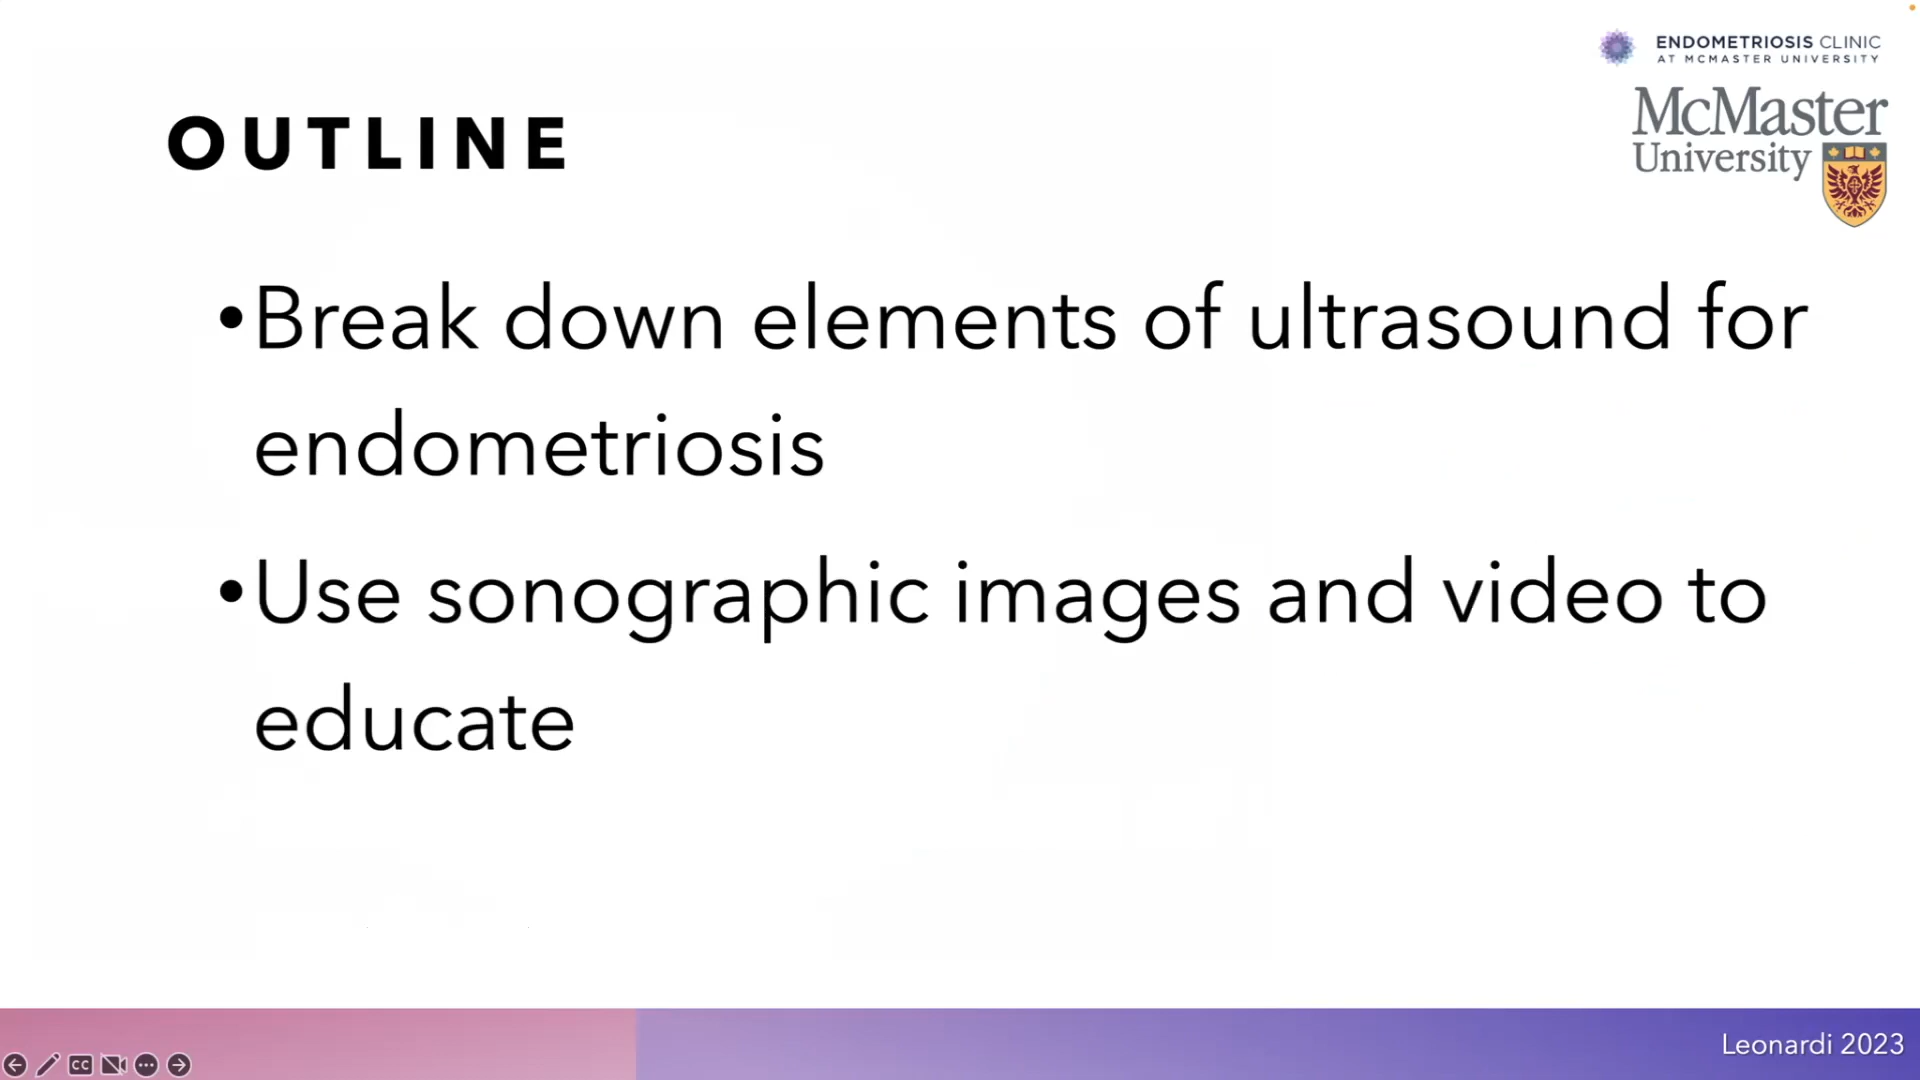 ENDOMETRIOSIS CLINIC
AT MCMASTER UNIVERSITY
McMaster
University
OUTLINE
•Break down elements of ultrasound for
endometriosis
•Use sonographic images and video to
educate
Leonardi 2023
CC